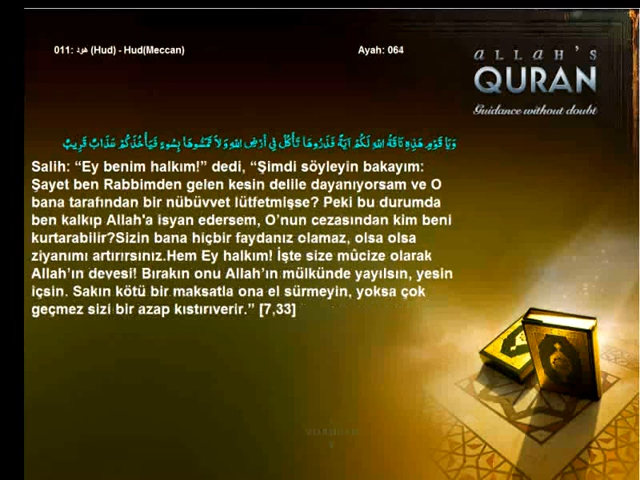 011: هود (Hud) - Hud(Meccan)
Ayah: 064
ALLAH'S
QURAN
Guidance without doubt
وَيَا قَوْمِ هَذِهِ نَاقَةُ اللّهِ لَكُمْ آيَةً فَذَرُوهَا تَأْكُلْ فِي أَرْضِ اللّهِ وَلاَ تَمَسُّوهَا بِسُوءٍ فَيَأْخُذَكُمْ عَذَابٌ قَرِيبٌ
Salih: “Ey benim halkım!” dedi, “Şimdi söyleyin bakayım:
Şayet ben Rabbimden gelen kesin delile dayanıyorsam ve O
bana tarafından bir nübüvvet lütfetmişse? Peki bu durumda
ben kalkıp Allah'a isyan edersem, O’nun cezasından kim beni
kurtarabilir?Sizin bana hiçbir faydanız olamaz, olsa olsa
ziyanımı artırırsınız.Hem Ey halkım! İşte size mûcize olarak
Allah’ın devesi! Bırakın onu Allah’ın mülkünde yayılsın, yesin
içsin. Sakın kötü bir maksatla ona el sürmeyin, yoksa çok
geçmez sizi bir azap kıstırıverir.” [7,33]